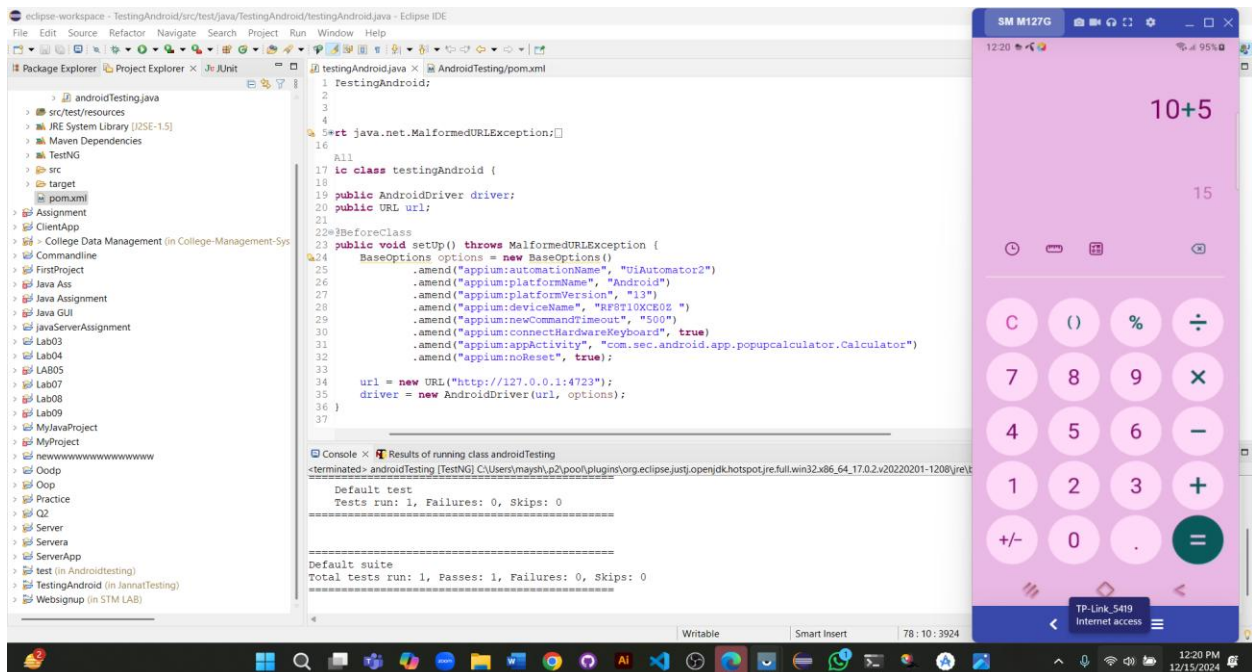 eclipse-workspace - TestingAndroid/src/test/java/TestingAndroid/testingAndroid.java - Eclipse IDE
File Edit Source Refactor Navigate Search Project Run Window Help
Package Explorer Project Explorer × JUnit
androidTesting.java
src/test/resources
JRE System Library [J2SE-1.5]
Maven Dependencies
TestNG
src
target
pom.xml
Assignment
ClientApp
> College Data Management (in College-Management-Sys
Commandline
FirstProject
Java Ass
Java Assignment
Java GUI
javaServerAssignment
Lab03
Lab04
LAB05
Lab07
Lab08
Lab09
MyJavaProject
MyProject
newwwwwwwwwwwwwwwww
Oodp
Oop
Practice
Q2
Server
Servera
ServerApp
test (in Androidtesting)
TestingAndroid (in JannatTesting)
Websignup (in STM LAB)
testingAndroid.java × AndroidTesting/pom.xml
1 TestingAndroid;
2
3
4
5 rt java.net.MalformedURLException;
16
All
17 ic class testingAndroid {
18
19 public AndroidDriver driver;
20 public URL url;
21
22 @BeforeClass
23 public void setUp() throws MalformedURLException {
24 BaseOptions options = new BaseOptions()
25 .amend("appium:automationName", "UiAutomator2")
26 .amend("appium:platformName", "Android")
27 .amend("appium:platformVersion", "13")
28 .amend("appium:deviceName", "RF8T10XCE0Z ")
29 .amend("appium:newCommandTimeout", "500")
30 .amend("appium:connectHardwareKeyboard", true)
31 .amend("appium:appActivity", "com.sec.android.app.popupcalculator.Calculator")
32 .amend("appium:noReset", true);
33
34 url = new URL("http://127.0.0.1:4723");
35 driver = new AndroidDriver(url, options);
36 }
37
Console × Results of running class androidTesting
<terminated> androidTesting [TestNG] C:\Users\maysh\.p2\pool\plugins\org.eclipse.justj.openjdk.hotspot.jre.full.win32.x86_64_17.0.2.v20220201-1208\jre\b
===============================================
Default test
Tests run: 1, Failures: 0, Skips: 0
===============================================
===============================================
Default suite
Total tests run: 1, Passes: 1, Failures: 0, Skips: 0
===============================================
Writable Smart Insert 78 : 10 : 3924
SM M127G
12:20 95%
10+5
15
C () % ÷
7 8 9 ×
4 5 6 −
1 2 3 +
+/− 0 . =
TP-Link_5419
Internet access
12:20 PM
12/15/2024